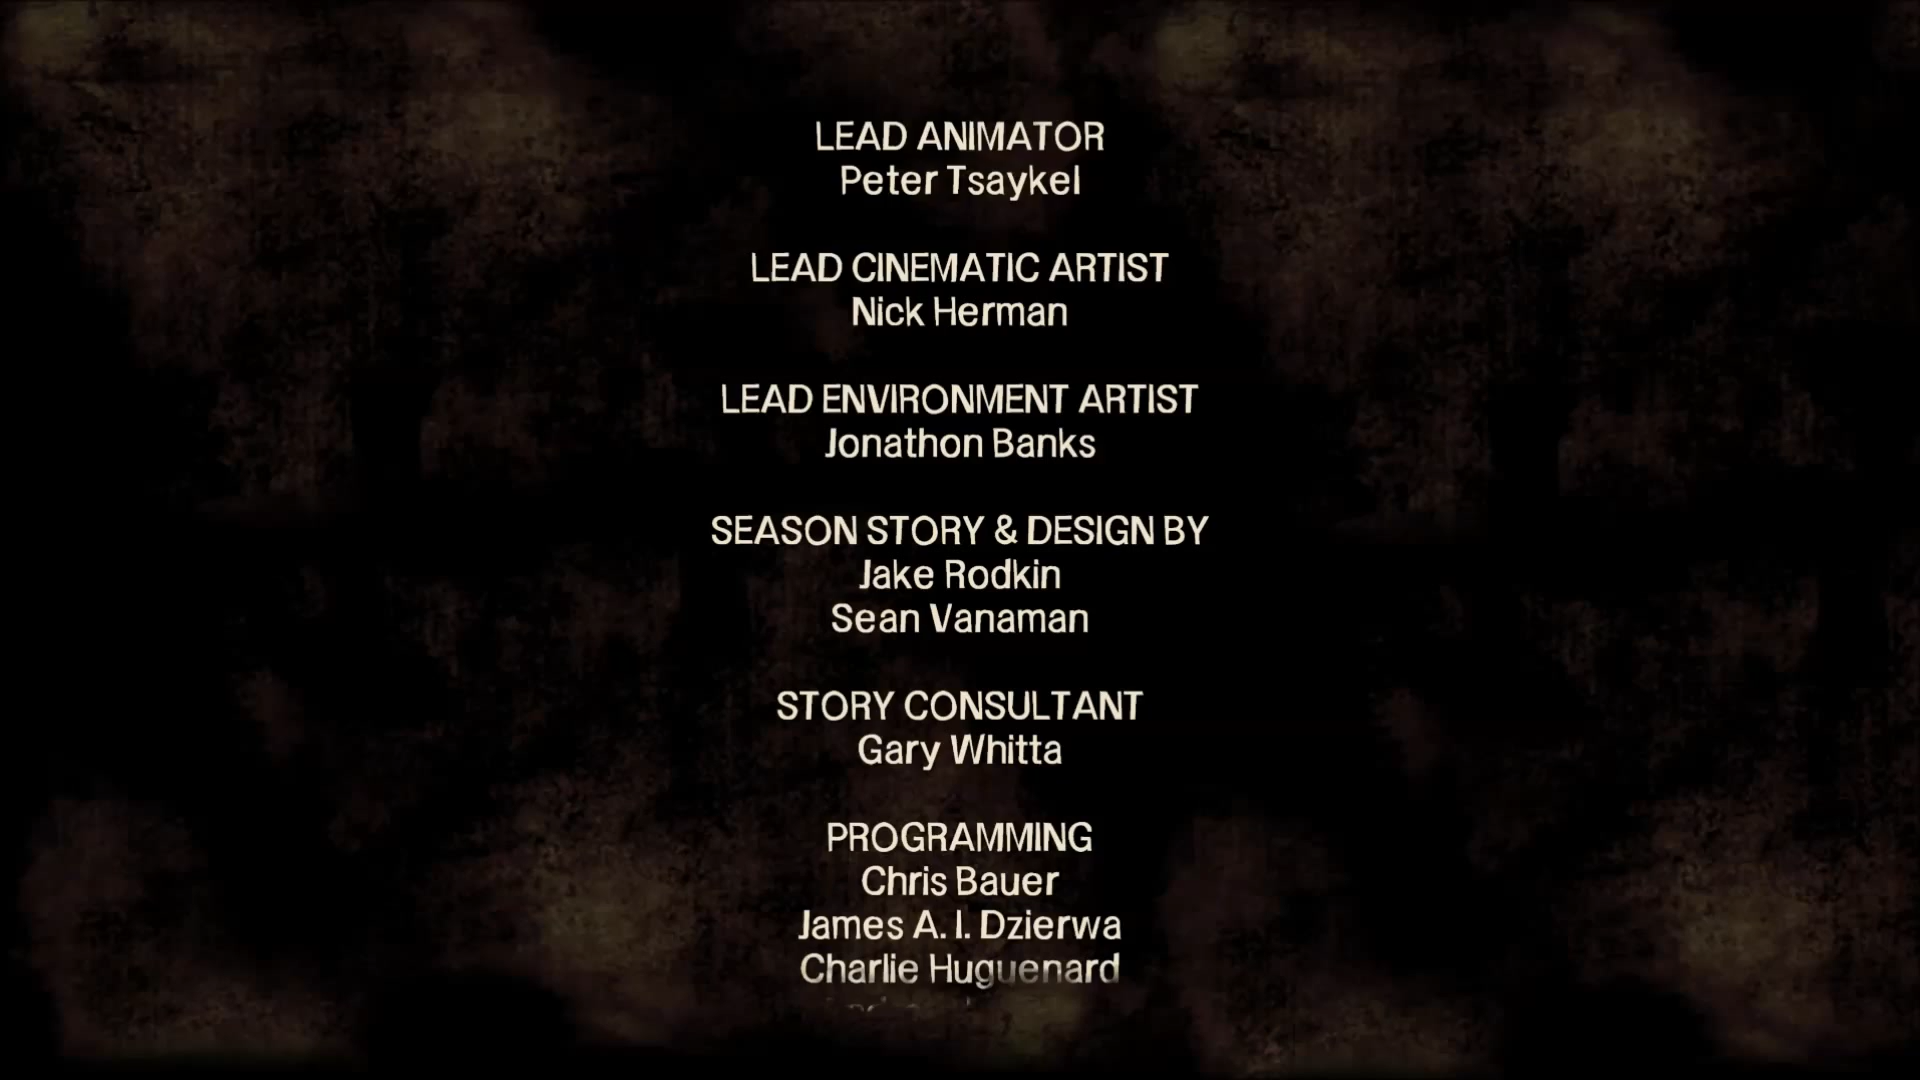 LEAD ANIMATOR
Peter Tsaykel
LEAD CINEMATIC ARTIST
Nick Herman
LEAD ENVIRONMENT ARTIST
Jonathon Banks
SEASON STORY & DESIGN BY
Jake Rodkin
Sean Vanaman
STORY CONSULTANT
Gary Whitta
PROGRAMMING
Chris Bauer
James A. I. Dzierwa
Charlie Huguenard